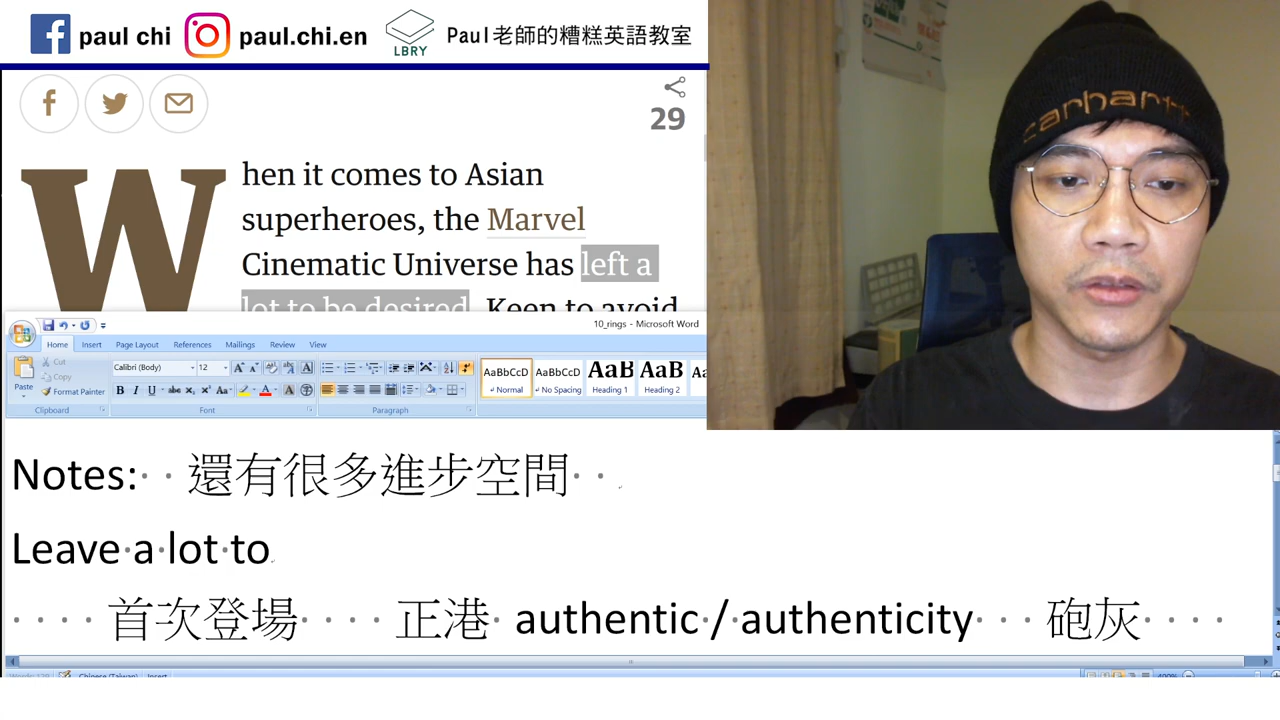 paul chi paul.chi.en LBRY Paul老師的糟糕英語教室
29
When it comes to Asian
superheroes, the Marvel
Cinematic Universe has left a
lot to be desired. Keen to avoid
10_rings - Microsoft Word
Home Insert Page Layout References Mailings Review View
Cut
Copy
Format Painter
Paste
Calibri (Body) 12
AaBbCcD AaBbCcD AaB AaB
Normal No Spacing Heading 1 Heading 2
Clipboard Font Paragraph
Notes: 還有很多進步空間
Leave a lot to
首次登場 正港 authentic / authenticity 砲灰
Chinese (Taiwan) Insert
carhartt